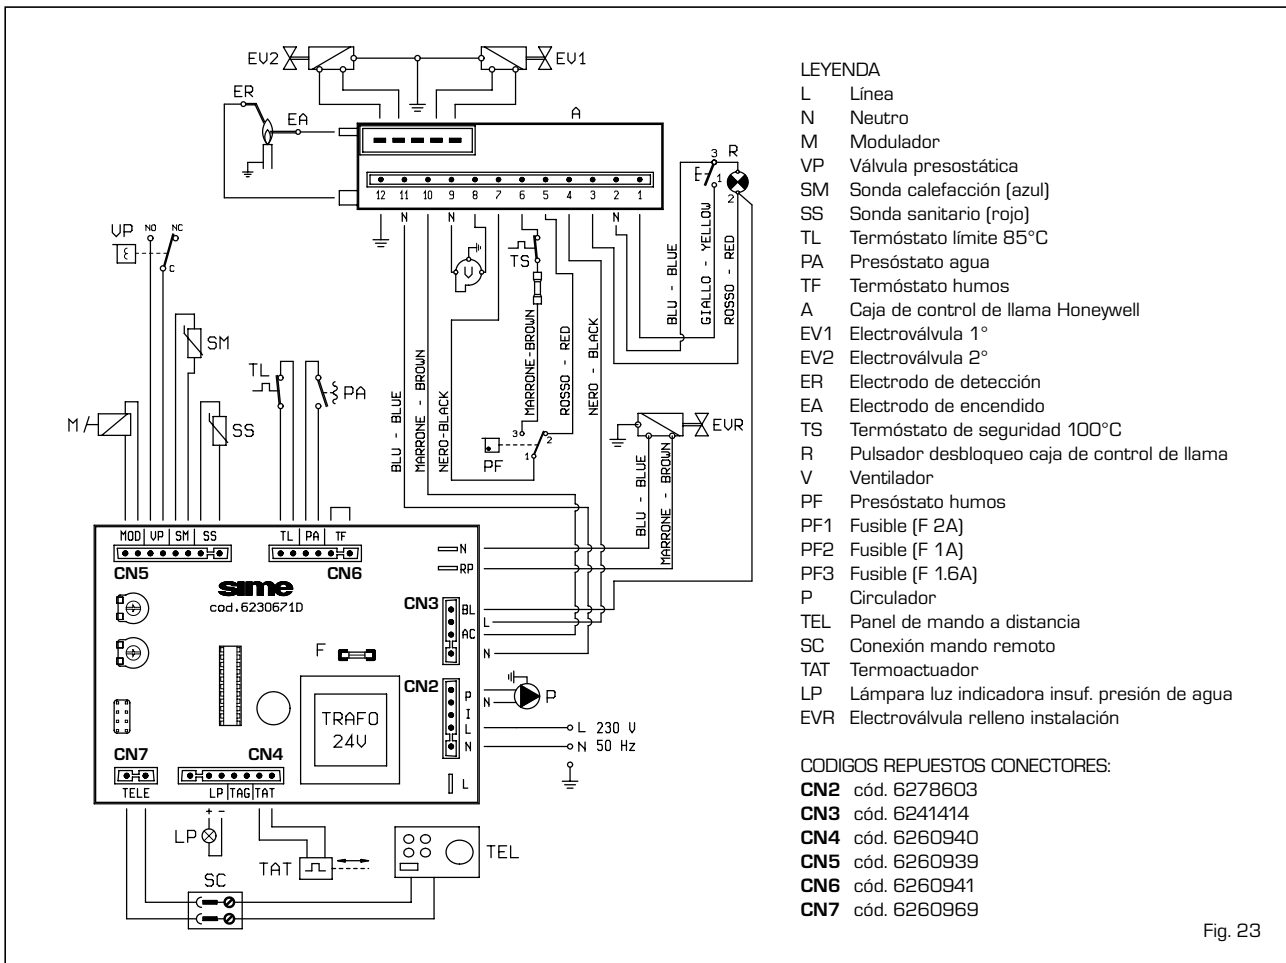 EV2
EV1
ER
EA
A
12 11 10 9 8 7 6 5 4 3 2 1
N
N
N
3
R
E
1
2
VP
NO
NC
C
V
TS
BLU - BLUE
GIALLO - YELLOW
ROSSO - RED
SM
TL
PA
M
SS
BLU - BLUE
MARRONE - BROWN
NERO-BLACK
MARRONE-BROWN
ROSSO - RED
NERO - BLACK
3
2
1
PF
EVR
BLU - BLUE
MARRONE - BROWN
MOD VP SM SS
TL PA TF
CN5
CN6
sime
cod.6230671D
N
RP
CN3
BL
L
AC
N
F
CN2
P
N
I
L
N
P
TRAFO
24V
L 230 V
N 50 Hz
CN7
CN4
L
TELE
LP TAG TAT
+ -
LP
TAT
TEL
SC
LEYENDA
L Línea
N Neutro
M Modulador
VP Válvula presostática
SM Sonda calefacción (azul)
SS Sonda sanitario (rojo)
TL Termóstato límite 85°C
PA Presóstato agua
TF Termóstato humos
A Caja de control de llama Honeywell
EV1 Electroválvula 1°
EV2 Electroválvula 2°
ER Electrodo de detección
EA Electrodo de encendido
TS Termóstato de seguridad 100°C
R Pulsador desbloqueo caja de control de llama
V Ventilador
PF Presóstato humos
PF1 Fusible (F 2A)
PF2 Fusible (F 1A)
PF3 Fusible (F 1.6A)
P Circulador
TEL Panel de mando a distancia
SC Conexión mando remoto
TAT Termoactuador
LP Lámpara luz indicadora insuf. presión de agua
EVR Electroválvula relleno instalación
CODIGOS REPUESTOS CONECTORES:
CN2 cód. 6278603
CN3 cód. 6241414
CN4 cód. 6260940
CN5 cód. 6260939
CN6 cód. 6260941
CN7 cód. 6260969
Fig. 23